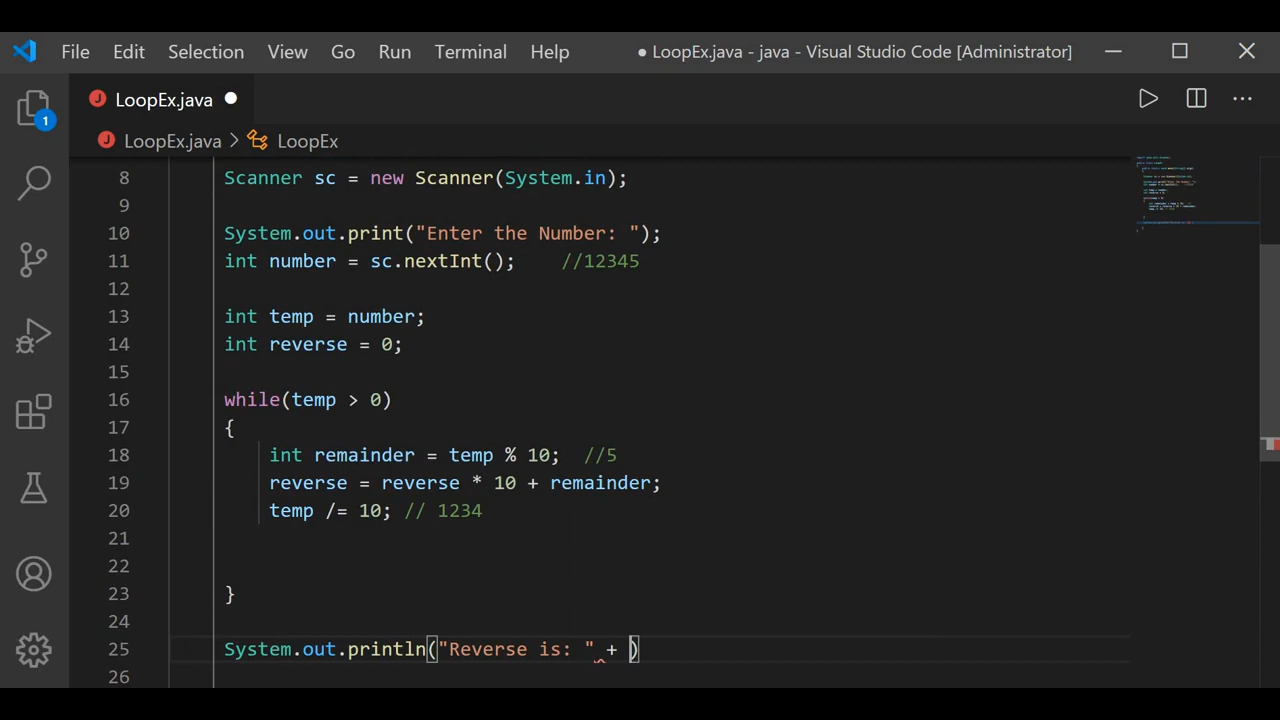 File Edit Selection View Go Run Terminal Help ● LoopEx.java - java - Visual Studio Code [Administrator]
LoopEx.java
LoopEx.java > LoopEx
1
8 Scanner sc = new Scanner(System.in);
9
10 System.out.print("Enter the Number: ");
11 int number = sc.nextInt(); //12345
12
13 int temp = number;
14 int reverse = 0;
15
16 while(temp > 0)
17 {
18 int remainder = temp % 10; //5
19 reverse = reverse * 10 + remainder;
20 temp /= 10; // 1234
21
22
23 }
24
25 System.out.println("Reverse is: " + )
26